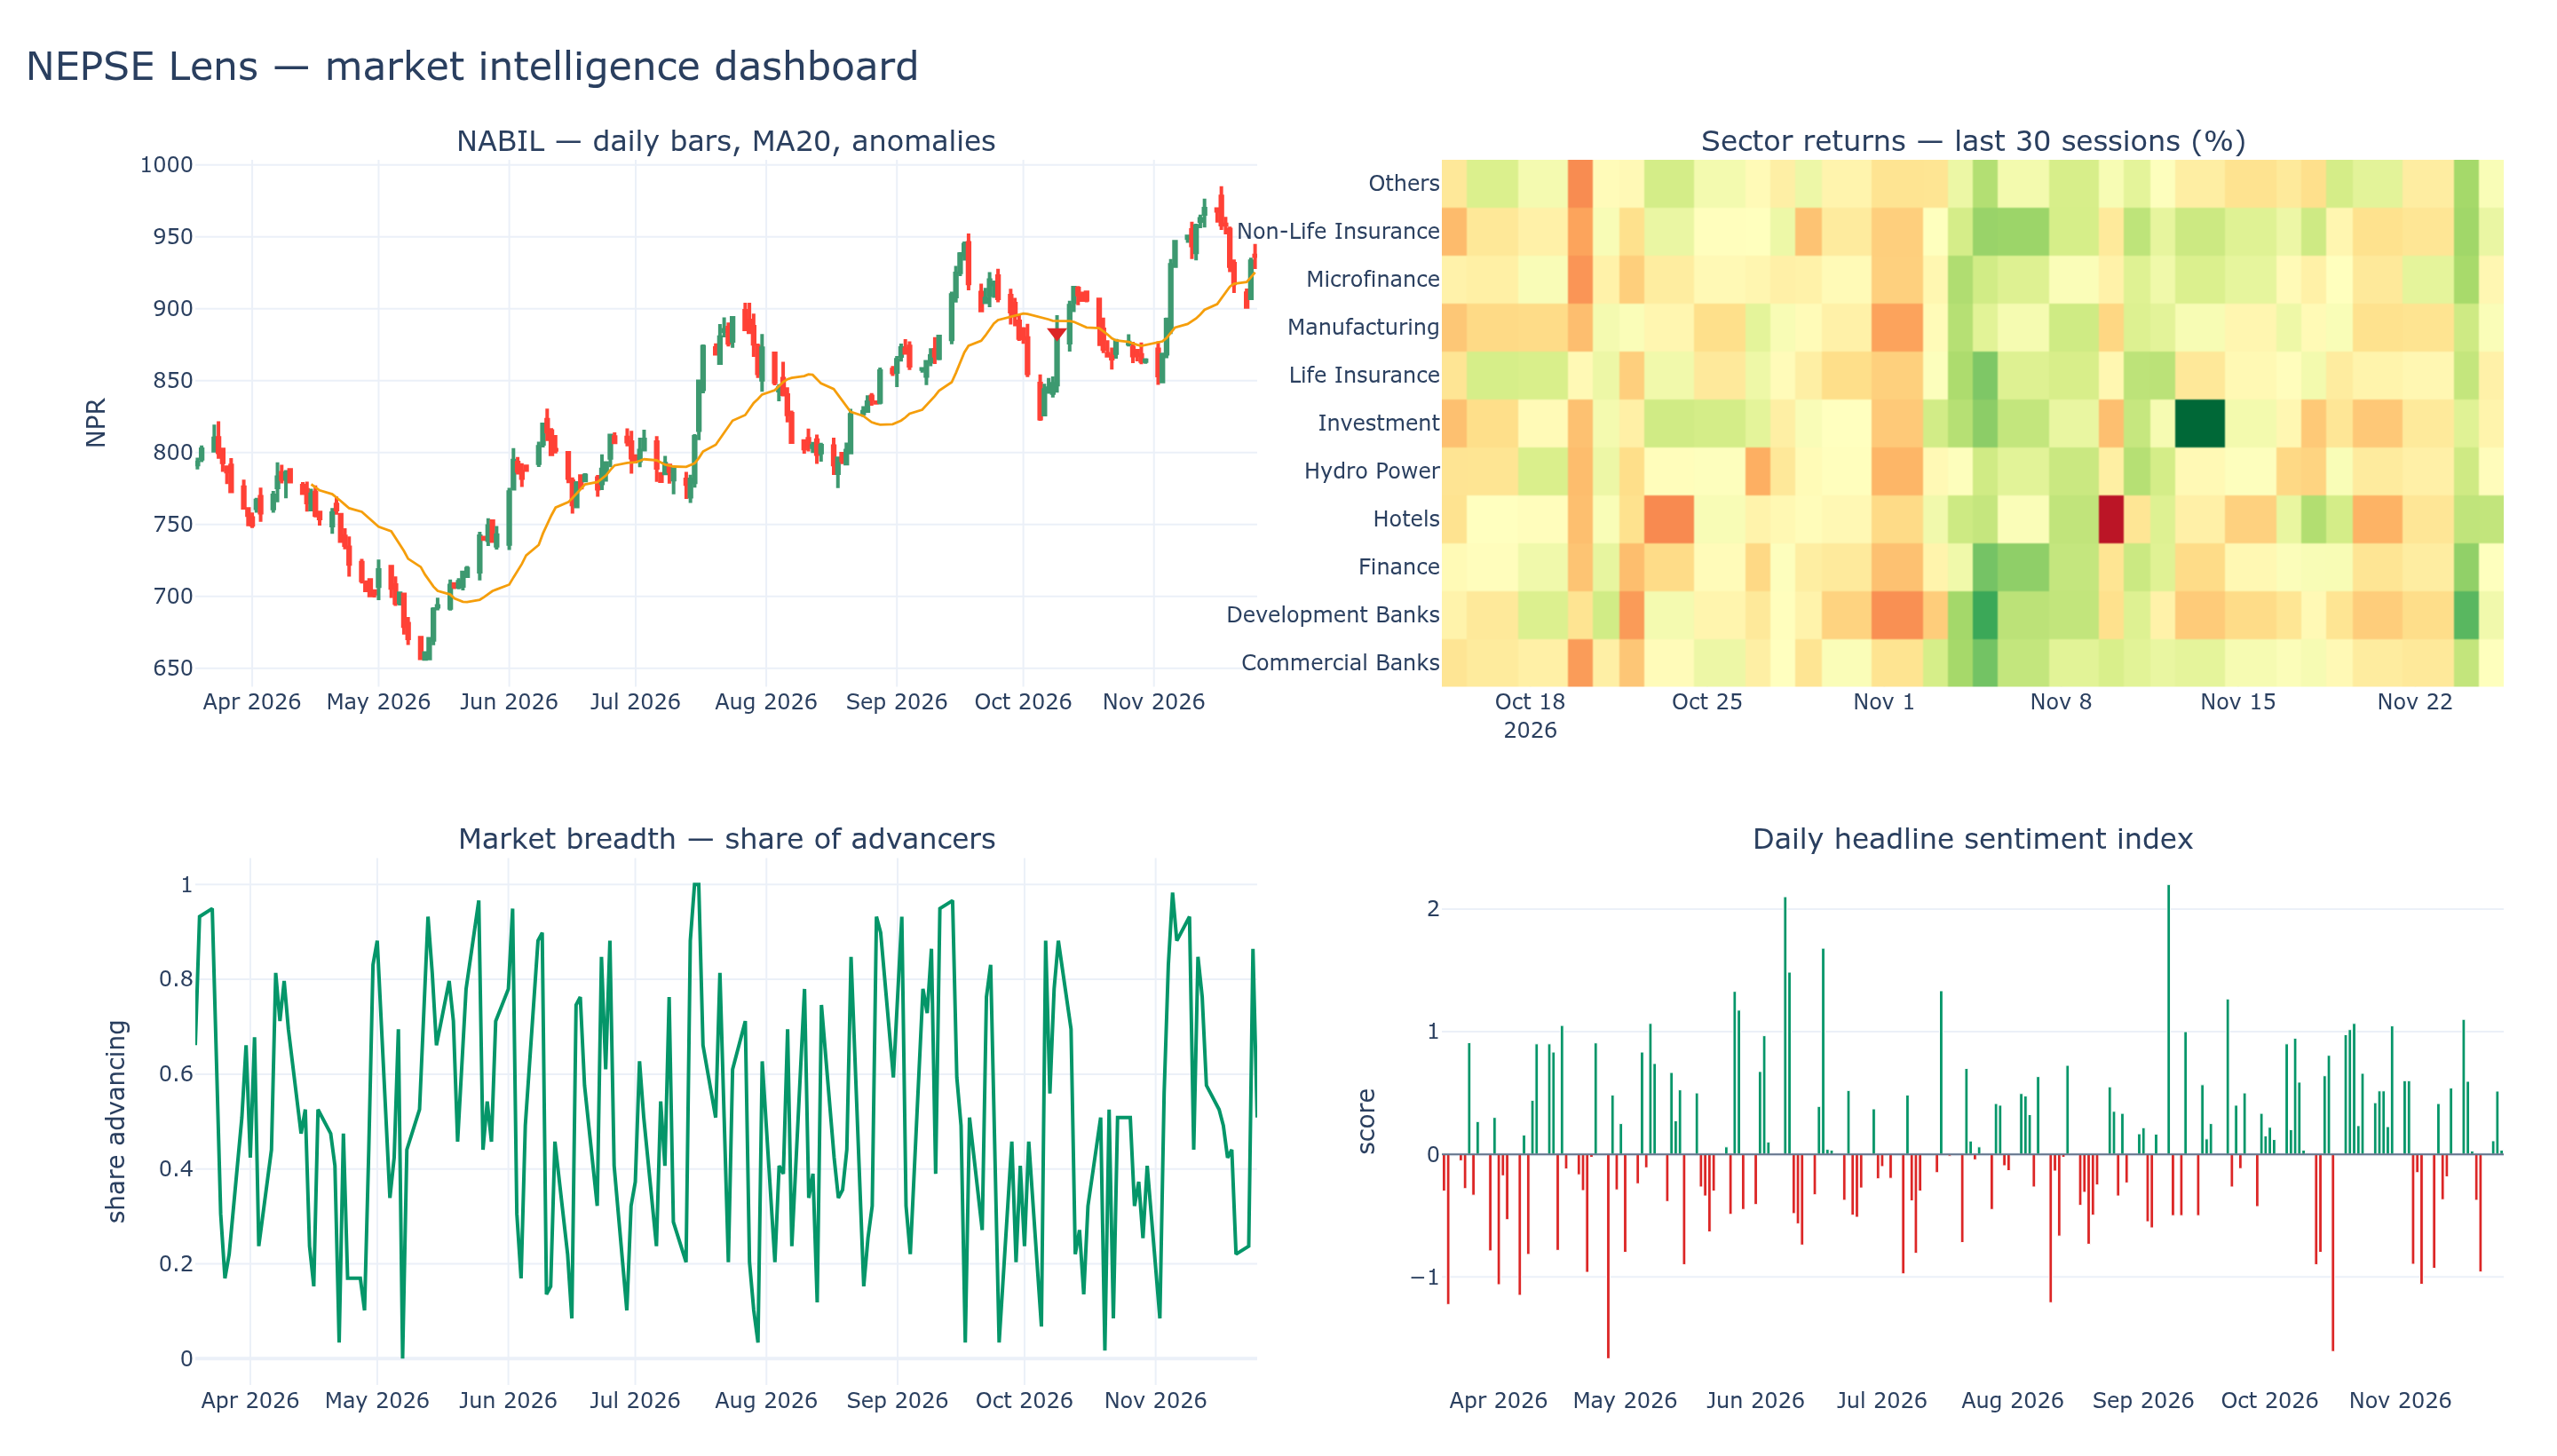 NEPSE Lens — market intelligence dashboard
NABIL — daily bars, MA20, anomalies
1000
950
900
850
800
750
700
650
NPR
Apr 2026
May 2026
Jun 2026
Jul 2026
Aug 2026
Sep 2026
Oct 2026
Nov 2026
Sector returns — last 30 sessions (%)
Others
Non-Life Insurance
Microfinance
Manufacturing
Life Insurance
Investment
Hydro Power
Hotels
Finance
Development Banks
Commercial Banks
Oct 18
2026
Oct 25
Nov 1
Nov 8
Nov 15
Nov 22
Market breadth — share of advancers
1
0.8
0.6
0.4
0.2
0
share advancing
Apr 2026
May 2026
Jun 2026
Jul 2026
Aug 2026
Sep 2026
Oct 2026
Nov 2026
Daily headline sentiment index
2
1
0
−1
score
Apr 2026
May 2026
Jun 2026
Jul 2026
Aug 2026
Sep 2026
Oct 2026
Nov 2026